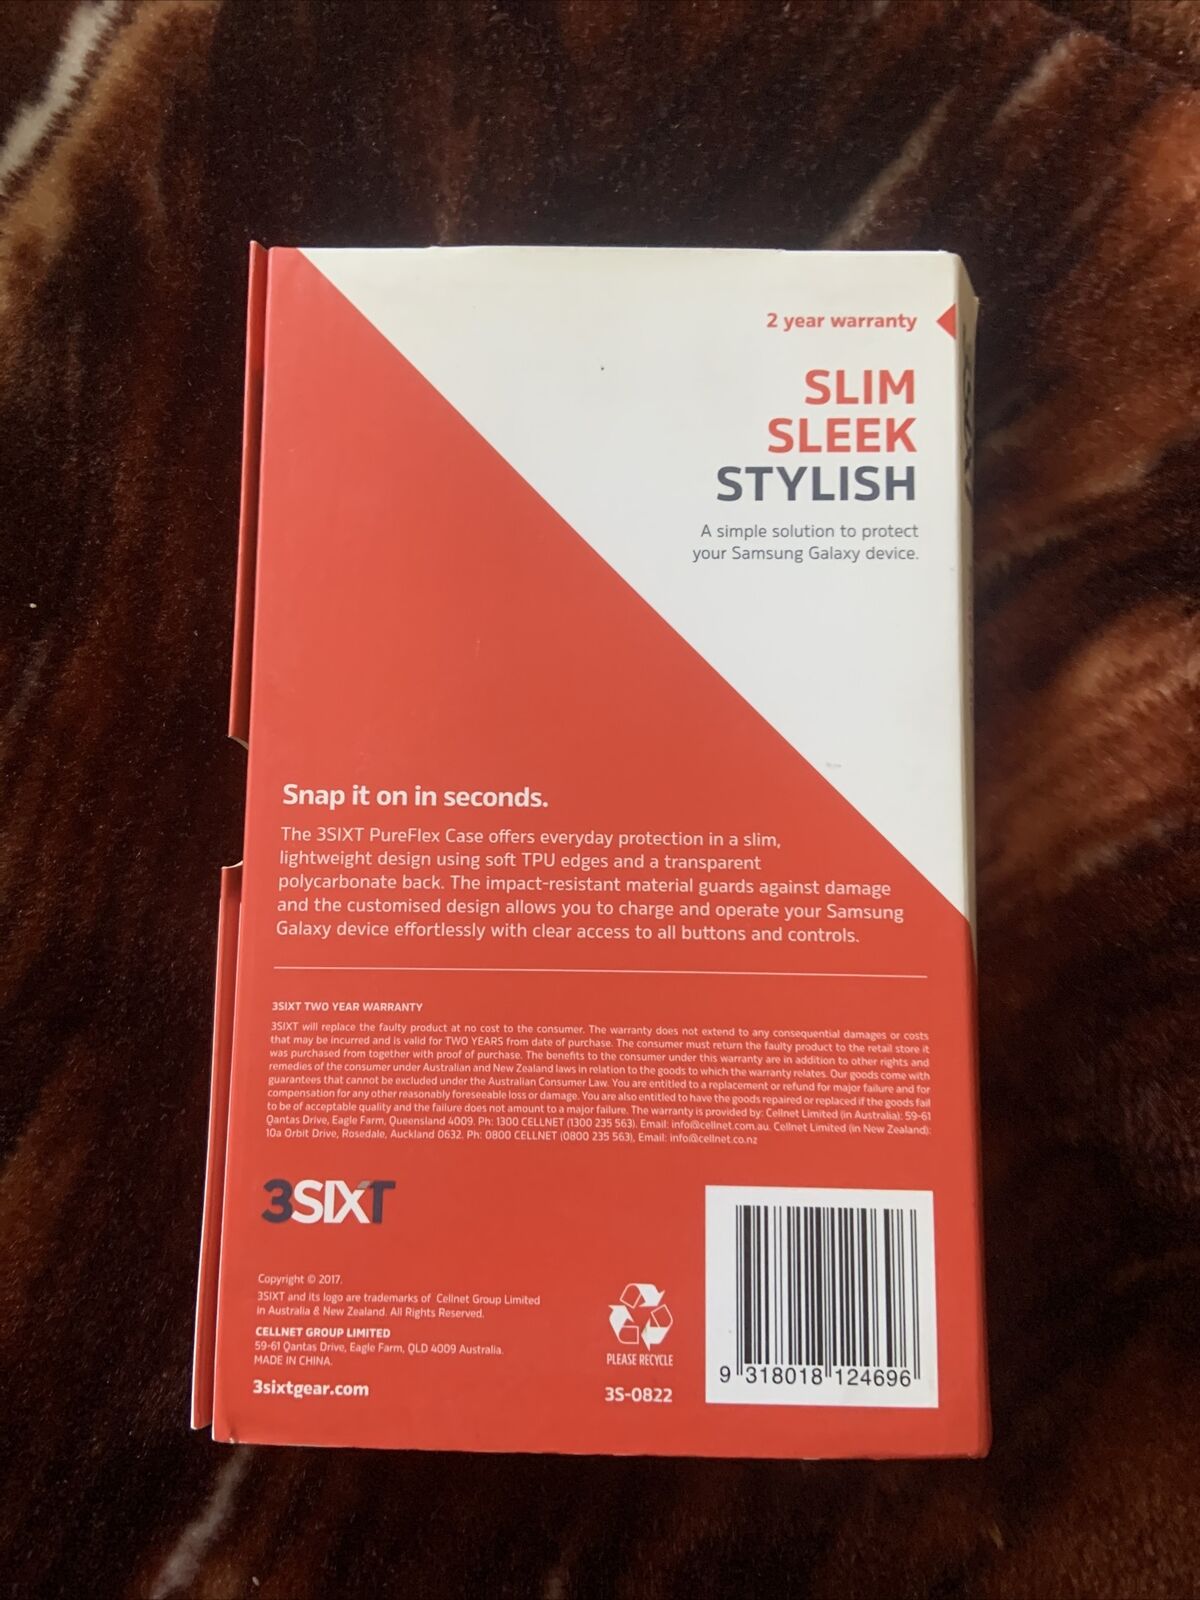 2 year warranty
SLIM
SLEEK
STYLISH
A simple solution to protect
your Samsung Galaxy device.
Snap it on in seconds.
The 3SIXT PureFlex Case offers everyday protection in a slim,
lightweight design using soft TPU edges and a transparent
polycarbonate back. The impact-resistant material guards against damage
and the customised design allows you to charge and operate your Samsung
Galaxy device effortlessly with clear access to all buttons and controls.
3SIXT TWO YEAR WARRANTY
3SIXT will replace the faulty product at no cost to the consumer. The warranty does not extend to any consequential damages or costs
that may be incurred and is valid for TWO YEARS from date of purchase. The consumer must return the faulty product to the retail store it
was purchased from together with proof of purchase. The benefits to the consumer under this warranty are in addition to other rights and
remedies of the consumer under Australian and New Zealand laws in relation to the goods to which the warranty relates. Our goods come with
guarantees that cannot be excluded under the Australian Consumer Law. You are entitled to a replacement or refund for major failure and for
compensation for any other reasonably foreseeable loss or damage. You are also entitled to have the goods repaired or replaced if the goods fail
to be of acceptable quality and the failure does not amount to a major failure. The warranty is provided by: Cellnet Limited (in Australia): 59-61
Qantas Drive, Eagle Farm, Queensland 4009. Ph: 1300 CELLNET (1300 235 563). Email: info@cellnet.com.au. Cellnet Limited (in New Zealand):
10a Orbit Drive, Rosedale, Auckland 0632. Ph: 0800 CELLNET (0800 235 563), Email: info@cellnet.co.nz
3SIXT
Copyright © 2017.
3SIXT and its logo are trademarks of Cellnet Group Limited
in Australia & New Zealand. All Rights Reserved.
CELLNET GROUP LIMITED
59-61 Qantas Drive, Eagle Farm, QLD 4009 Australia.
MADE IN CHINA.
3sixtgear.com
PLEASE RECYCLE
3S-0822
9 318018 124696